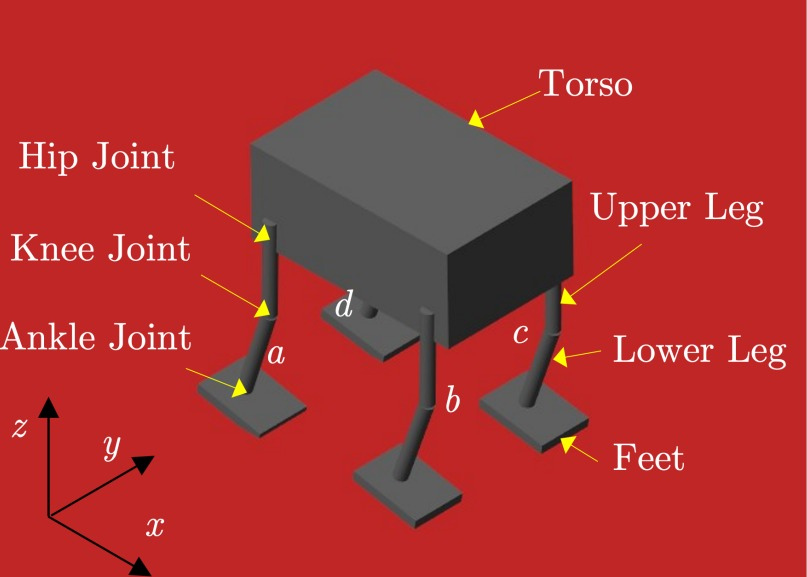 Torso
Hip Joint
Upper Leg
Knee Joint
d
c
Ankle Joint
a
Lower Leg
b
z
y
Feet
x